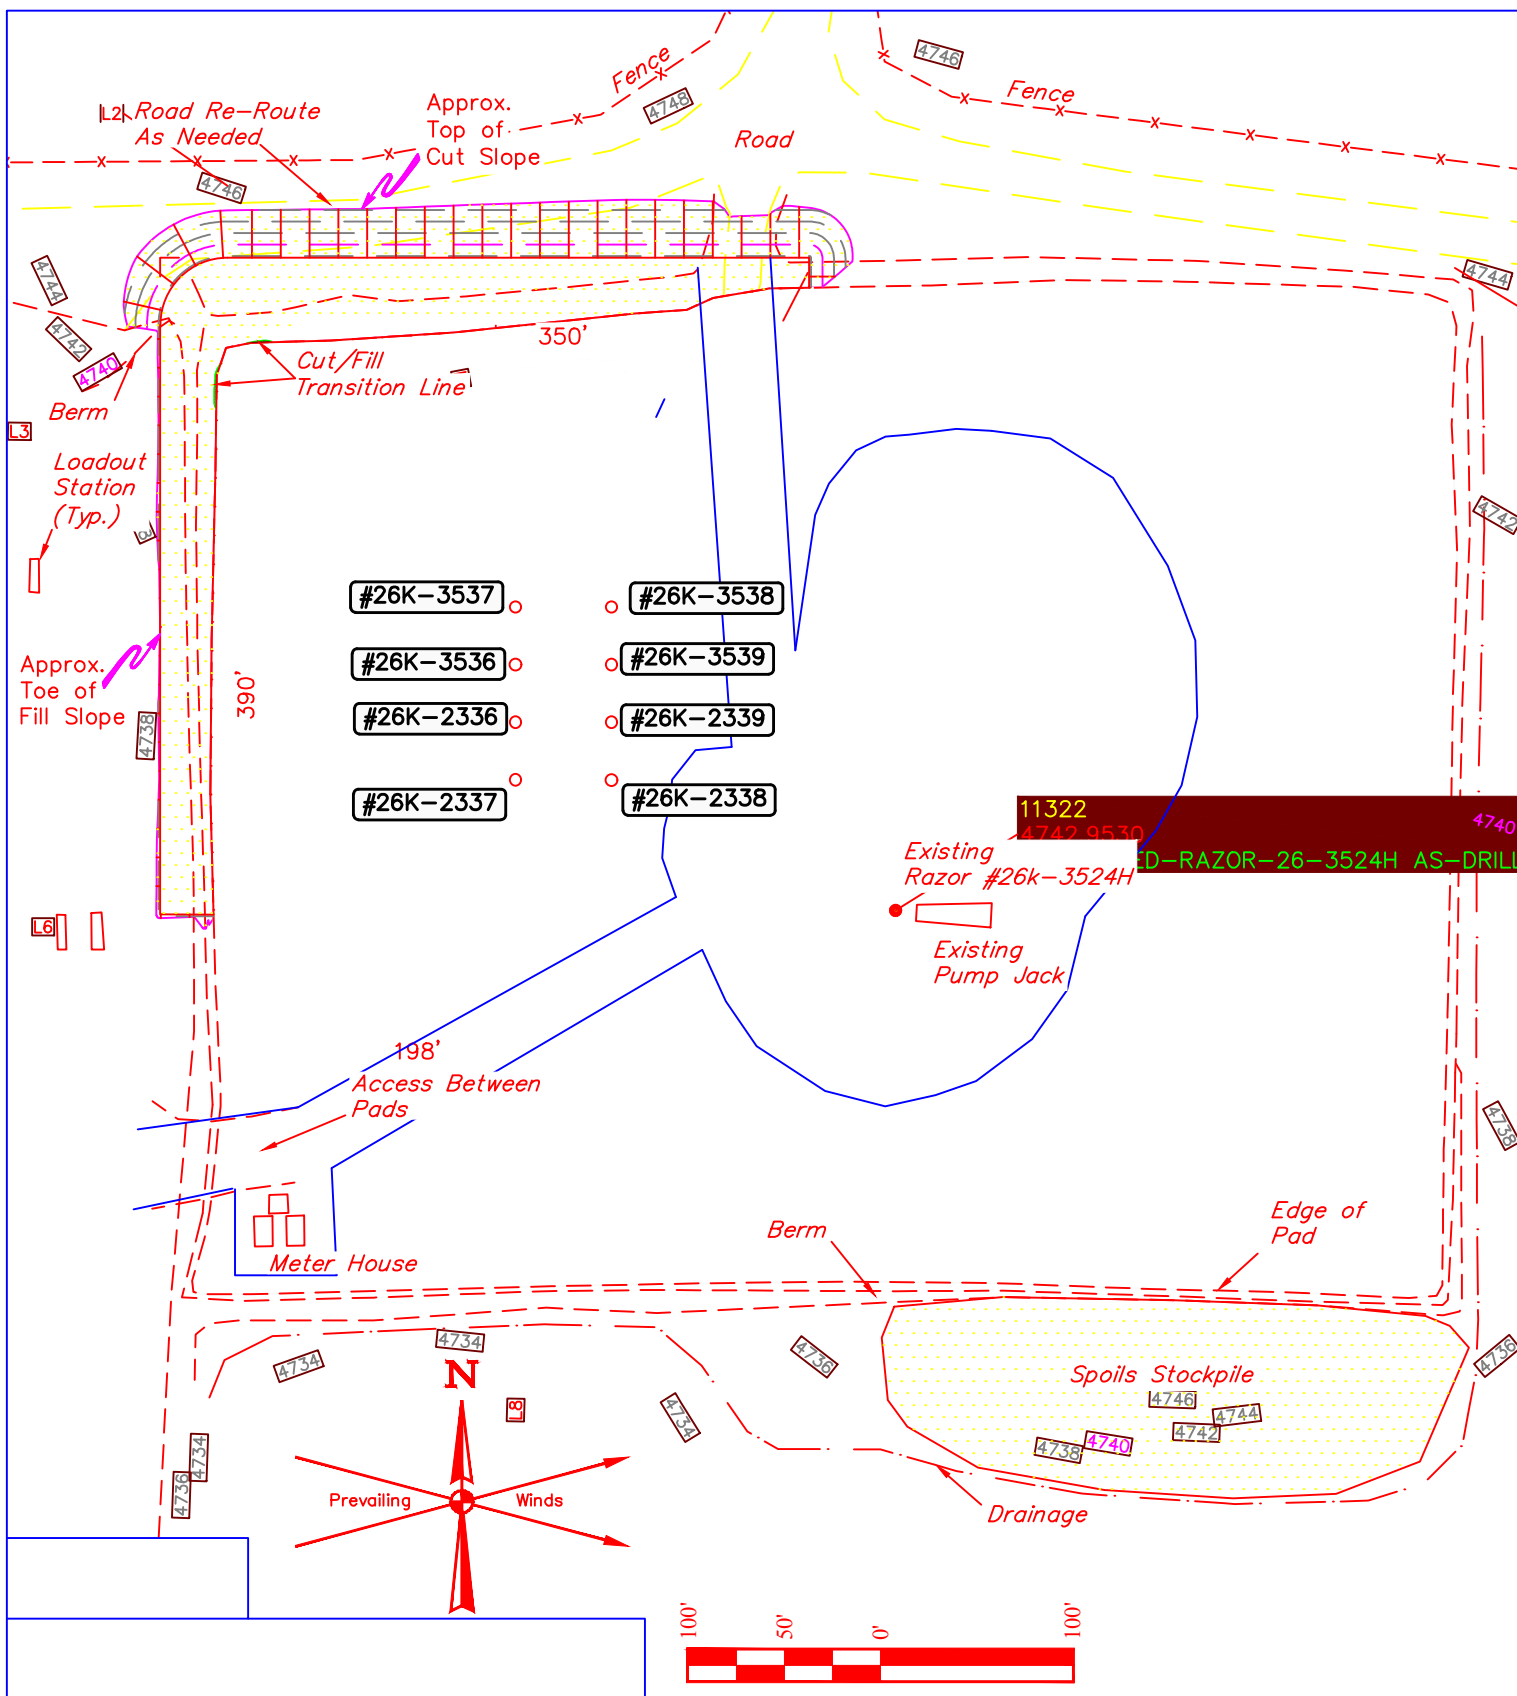 4746
Fence
Fence
4748
L2
Road Re-Route
As Needed
Approx.
Top of
Cut Slope
Road
4746
4744
4744
4742
4740
350'
Cut/Fill
Transition Line
Berm
L3
Loadout
Station
(Typ.)
4742
#26K-3537
#26K-3538
#26K-3536
#26K-3539
#26K-2336
#26K-2339
#26K-2337
#26K-2338
Approx.
Toe of
Fill Slope
390'
4738
11322
4742.9530
4740
ED-RAZOR-26-3524H AS-DRILL
Existing
Razor #26k-3524H
Existing
Pump Jack
L6
198'
Access Between
Pads
4738
Meter House
Berm
Edge of
Pad
4734
4734
4736
4736
N
L8
4734
Spoils Stockpile
4746
4744
4742
4740
4738
4734
4736
Prevailing
Winds
Drainage
100'
50'
0'
100'